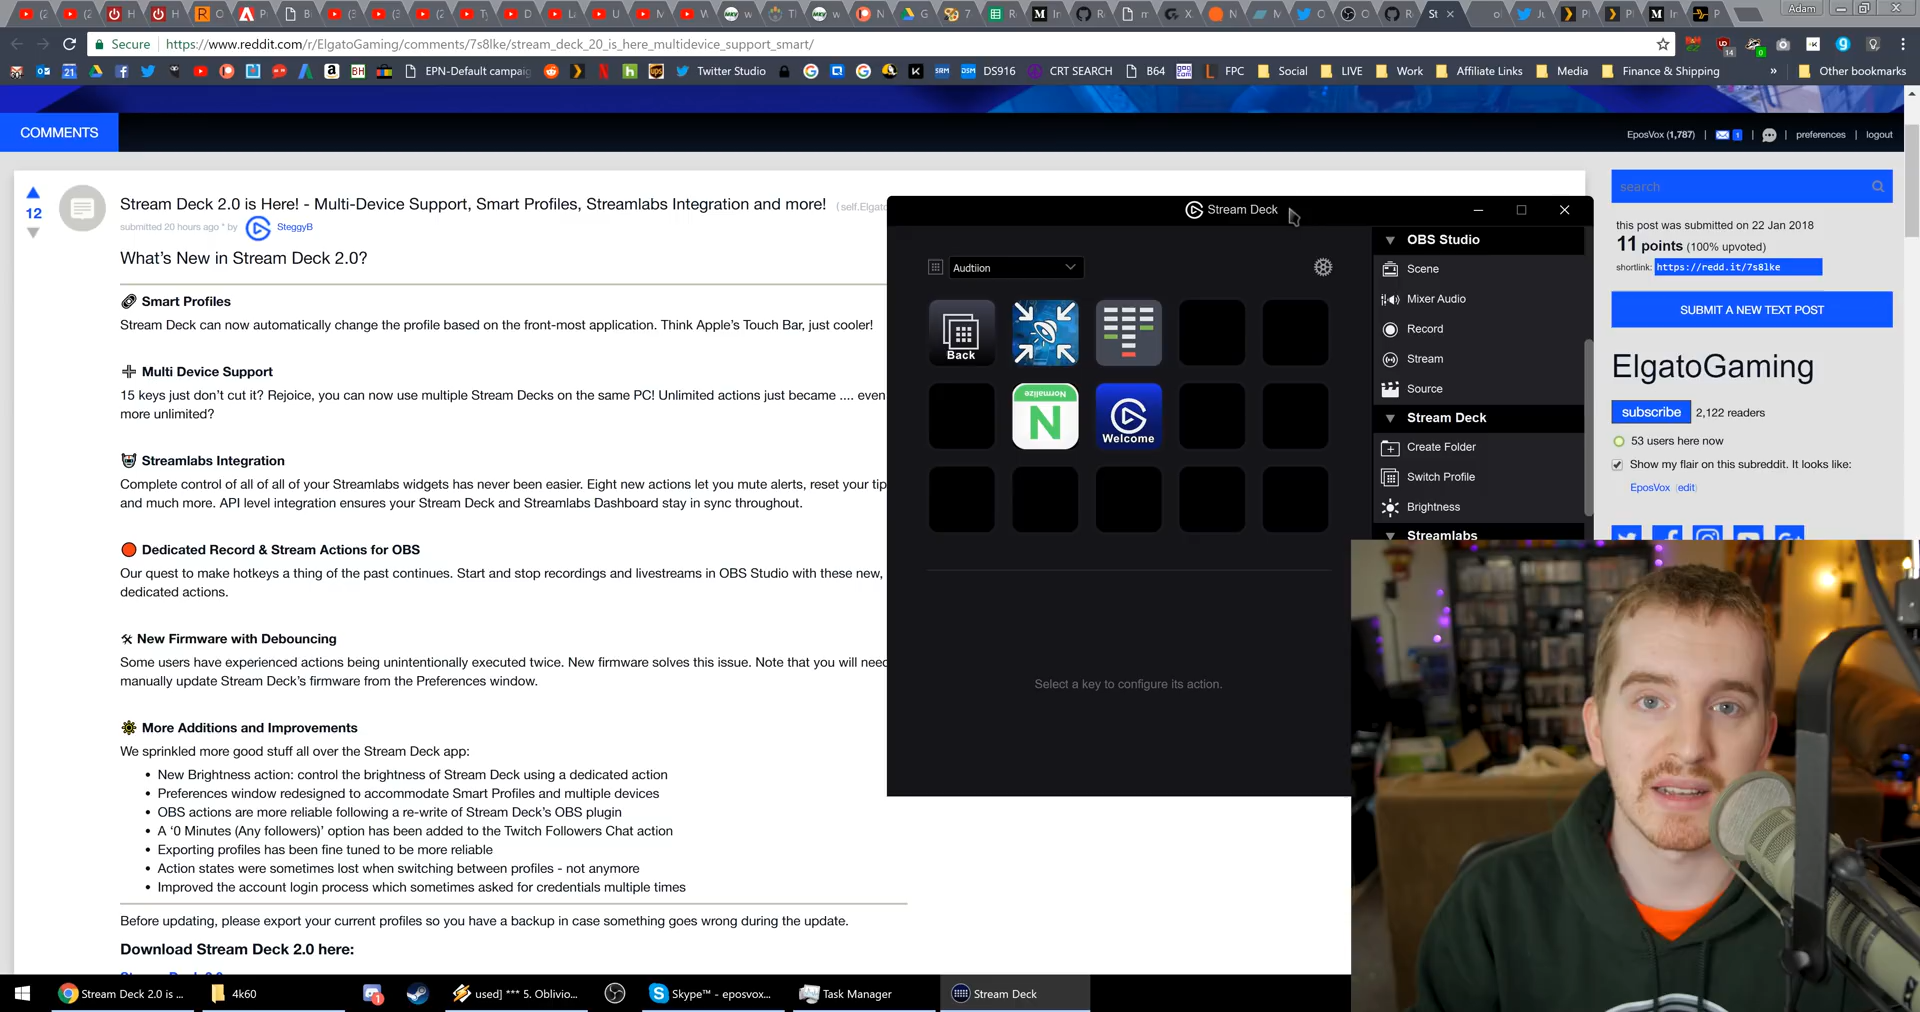 Adam
Secure https://www.reddit.com/r/ElgatoGaming/comments/7s8lke/stream_deck_20_is_here_multidevice_support_smart/
EPN-Default campaig
Twitter Studio
DS916
CRT SEARCH
B64
FPC
Social
LIVE
Work
Affiliate Links
Media
Finance & Shipping
Other bookmarks
COMMENTS
EposVox (1,787) | 1 | | preferences | logout
12
Stream Deck 2.0 is Here! - Multi-Device Support, Smart Profiles, Streamlabs Integration and more! (self.Elgato
submitted 20 hours ago * by SteggyB
What's New in Stream Deck 2.0?
Smart Profiles
Stream Deck can now automatically change the profile based on the front-most application. Think Apple's Touch Bar, just cooler!
Multi Device Support
15 keys just don't cut it? Rejoice, you can now use multiple Stream Decks on the same PC! Unlimited actions just became .... even
more unlimited?
Streamlabs Integration
Complete control of all of all of your Streamlabs widgets has never been easier. Eight new actions let you mute alerts, reset your tip
and much more. API level integration ensures your Stream Deck and Streamlabs Dashboard stay in sync throughout.
Dedicated Record & Stream Actions for OBS
Our quest to make hotkeys a thing of the past continues. Start and stop recordings and livestreams in OBS Studio with these new,
dedicated actions.
New Firmware with Debouncing
Some users have experienced actions being unintentionally executed twice. New firmware solves this issue. Note that you will need
manually update Stream Deck's firmware from the Preferences window.
More Additions and Improvements
We sprinkled more good stuff all over the Stream Deck app:
• New Brightness action: control the brightness of Stream Deck using a dedicated action
• Preferences window redesigned to accommodate Smart Profiles and multiple devices
• OBS actions are more reliable following a re-write of Stream Deck's OBS plugin
• A '0 Minutes (Any followers)' option has been added to the Twitch Followers Chat action
• Exporting profiles has been fine tuned to be more reliable
• Action states were sometimes lost when switching between profiles - not anymore
• Improved the account login process which sometimes asked for credentials multiple times
Before updating, please export your current profiles so you have a backup in case something goes wrong during the update.
Download Stream Deck 2.0 here:
Stream Deck
Audtiion
Back
Normalize
N
Welcome
Select a key to configure its action.
OBS Studio
Scene
Mixer Audio
Record
Stream
Source
Stream Deck
Create Folder
Switch Profile
Brightness
Streamlabs
search
this post was submitted on 22 Jan 2018
11 points (100% upvoted)
shortlink: https://redd.it/7s8lke
SUBMIT A NEW TEXT POST
ElgatoGaming
subscribe 2,122 readers
53 users here now
Show my flair on this subreddit. It looks like:
EposVox (edit)
Stream Deck 2.0 is ...
4k60
used] *** 5. Oblivio...
Skype™ - eposvox...
Task Manager
Stream Deck